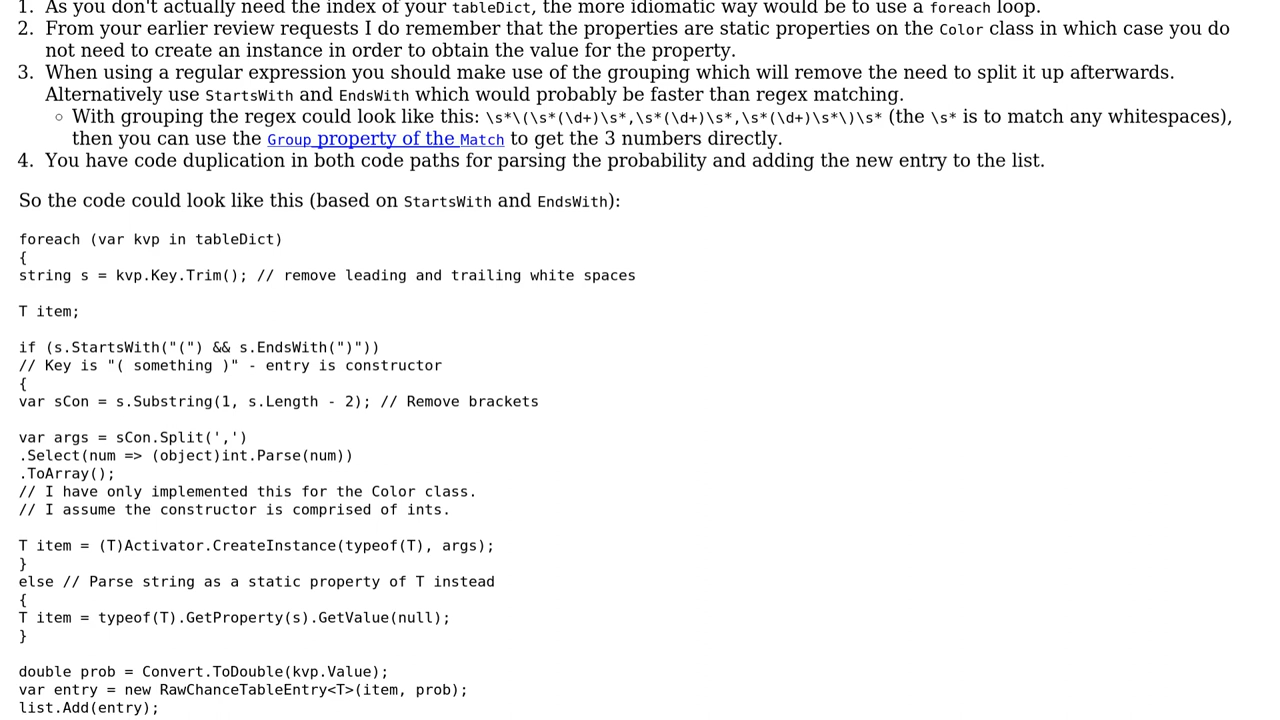 1. As you don't actually need the index of your tableDict, the more idiomatic way would be to use a foreach loop.
2. From your earlier review requests I do remember that the properties are static properties on the Color class in which case you do
not need to create an instance in order to obtain the value for the property.
3. When using a regular expression you should make use of the grouping which will remove the need to split it up afterwards.
Alternatively use StartsWith and EndsWith which would probably be faster than regex matching.
◦ With grouping the regex could look like this: \s*\(\s*(\d+)\s*,\s*(\d+)\s*,\s*(\d+)\s*\)\s* (the \s* is to match any whitespaces),
then you can use the Group property of the Match to get the 3 numbers directly.
4. You have code duplication in both code paths for parsing the probability and adding the new entry to the list.
So the code could look like this (based on StartsWith and EndsWith):
foreach (var kvp in tableDict)
{
string s = kvp.Key.Trim(); // remove leading and trailing white spaces
T item;
if (s.StartsWith("(") && s.EndsWith(")"))
// Key is "( something )" - entry is constructor
{
var sCon = s.Substring(1, s.Length - 2); // Remove brackets
var args = sCon.Split(',')
.Select(num => (object)int.Parse(num))
.ToArray();
// I have only implemented this for the Color class.
// I assume the constructor is comprised of ints.
T item = (T)Activator.CreateInstance(typeof(T), args);
}
else // Parse string as a static property of T instead
{
T item = typeof(T).GetProperty(s).GetValue(null);
}
double prob = Convert.ToDouble(kvp.Value);
var entry = new RawChanceTableEntry<T>(item, prob);
list.Add(entry);